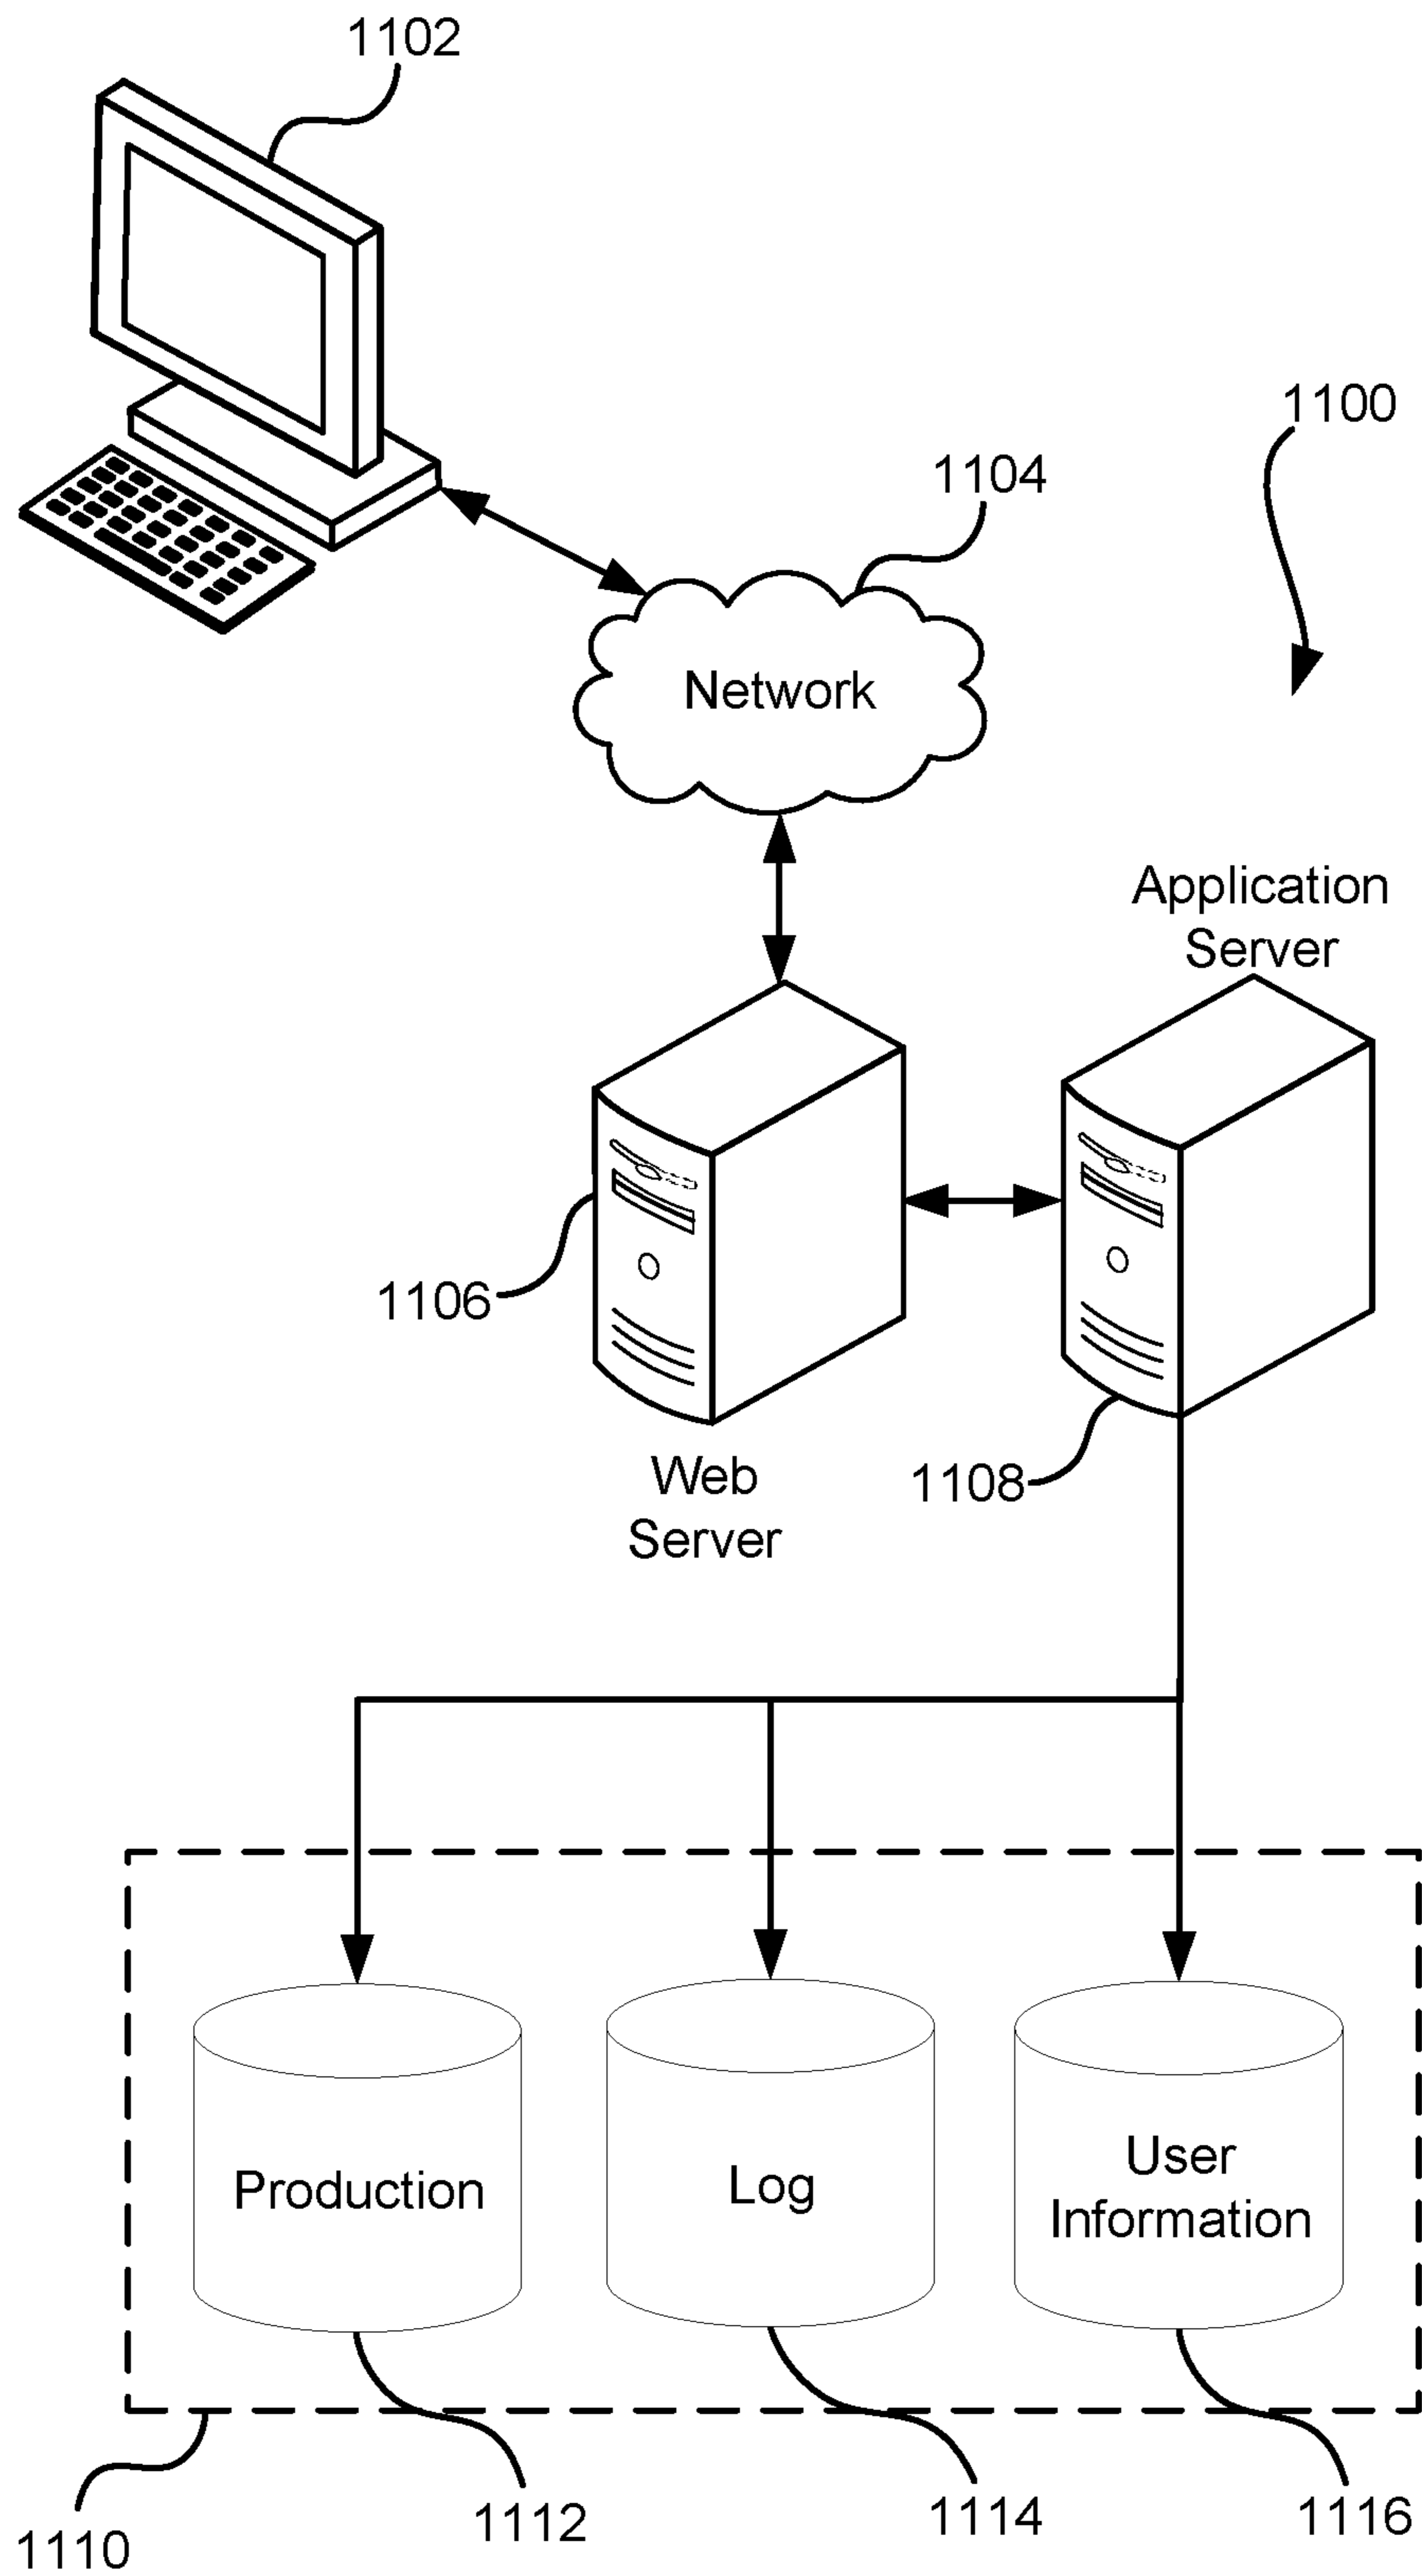 1102
1100
1104
Network
Application
Server
1106
Web
Server
1108
Production
Log
User
Information
1110
1112
1114
1116